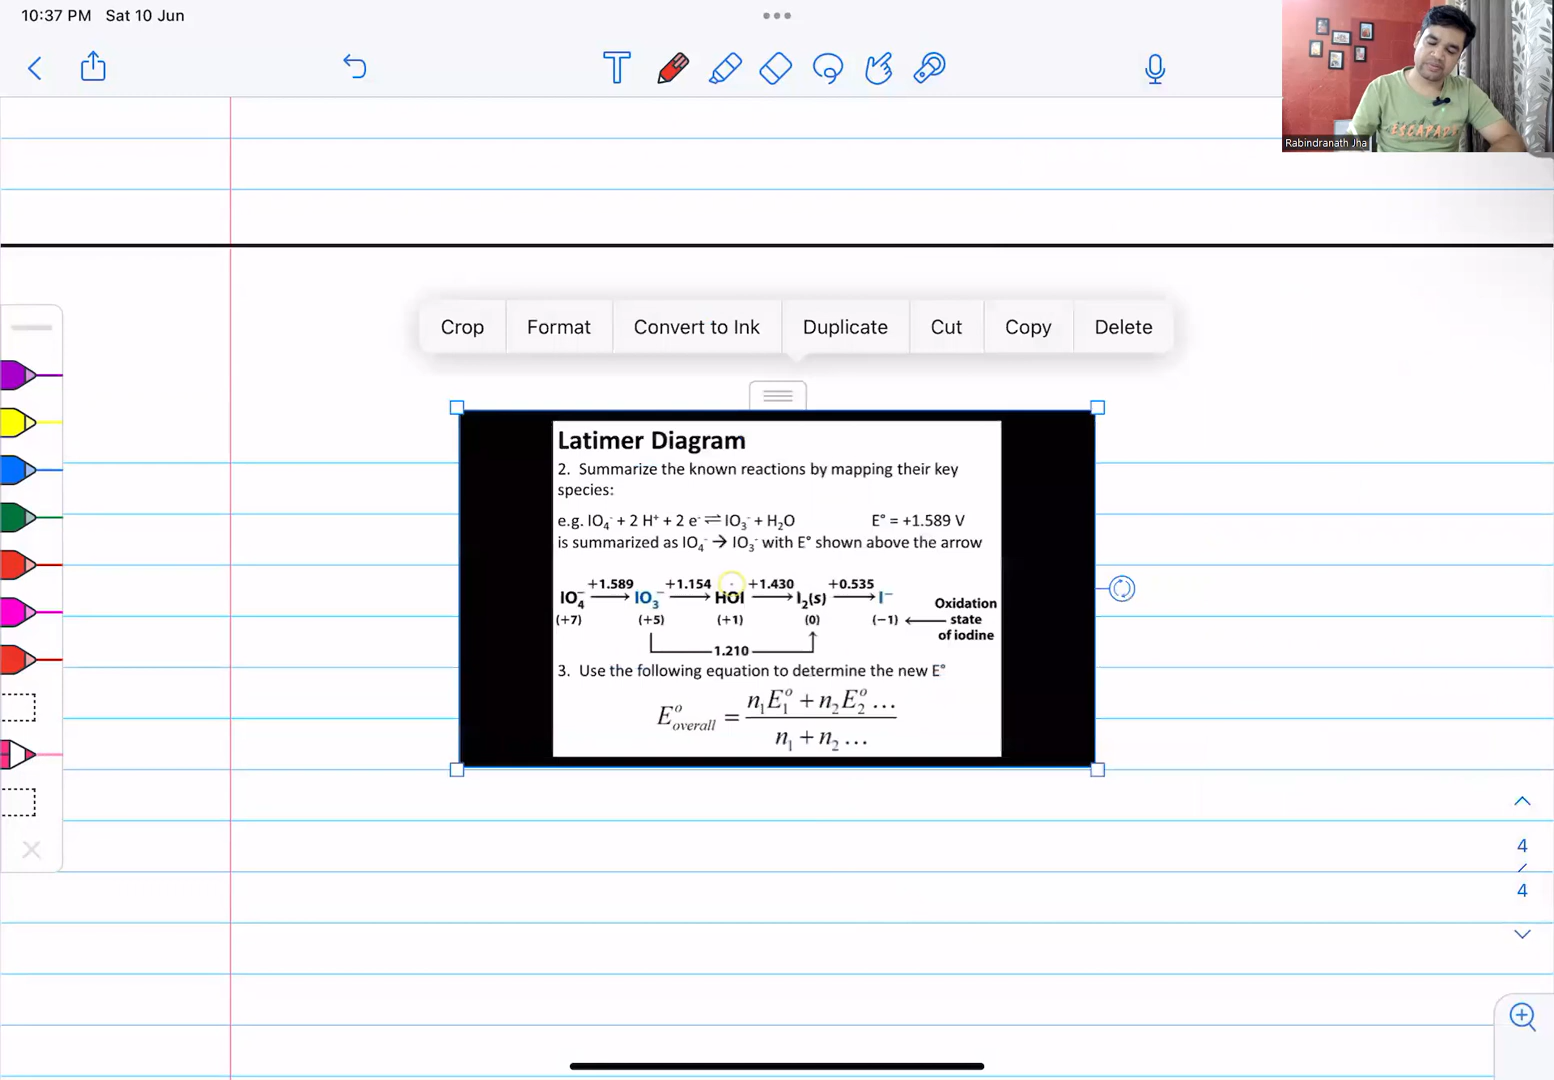 10:37 PM Sat 10 Jun
T
Rabindranath Jha
Crop Format Convert to Ink Duplicate Cut Copy Delete
Latimer Diagram
2. Summarize the known reactions by mapping their key
species:
e.g. IO₄⁻ + 2 H⁺ + 2 e⁻ ⇌ IO₃⁻ + H₂O E° = +1.589 V
is summarized as IO₄⁻ → IO₃⁻ with E° shown above the arrow
+1.589 +1.154 +1.430 +0.535
IO₄⁻ ⟶ IO₃⁻ ⟶ HOI ⟶ I₂(s) ⟶ I⁻
(+7) (+5) (+1) (0) (−1) ⟵ Oxidation
state
of iodine
1.210
3. Use the following equation to determine the new E°
E°overall = (n₁E₁° + n₂E₂° ...) / (n₁ + n₂ ...)
4
/
4